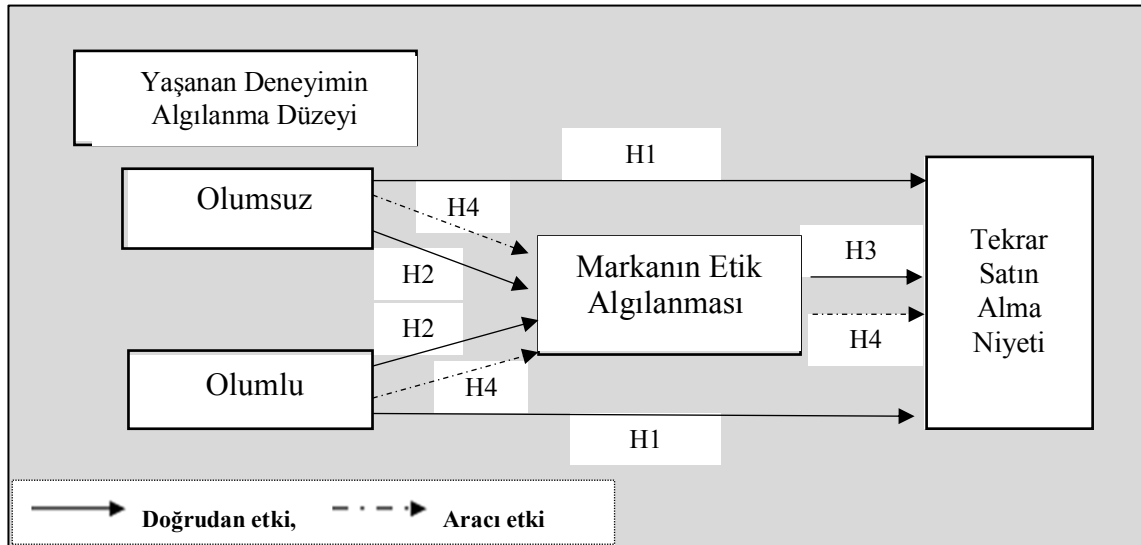 Yaşanan Deneyimin
Algılanma Düzeyi
H1
Olumsuz
H4
Tekrar
Satın
Alma
Niyeti
Markanın Etik
Algılanması
H3
H2
H2
H4
Olumlu
H4
H1
Doğrudan etki,
Aracı etki